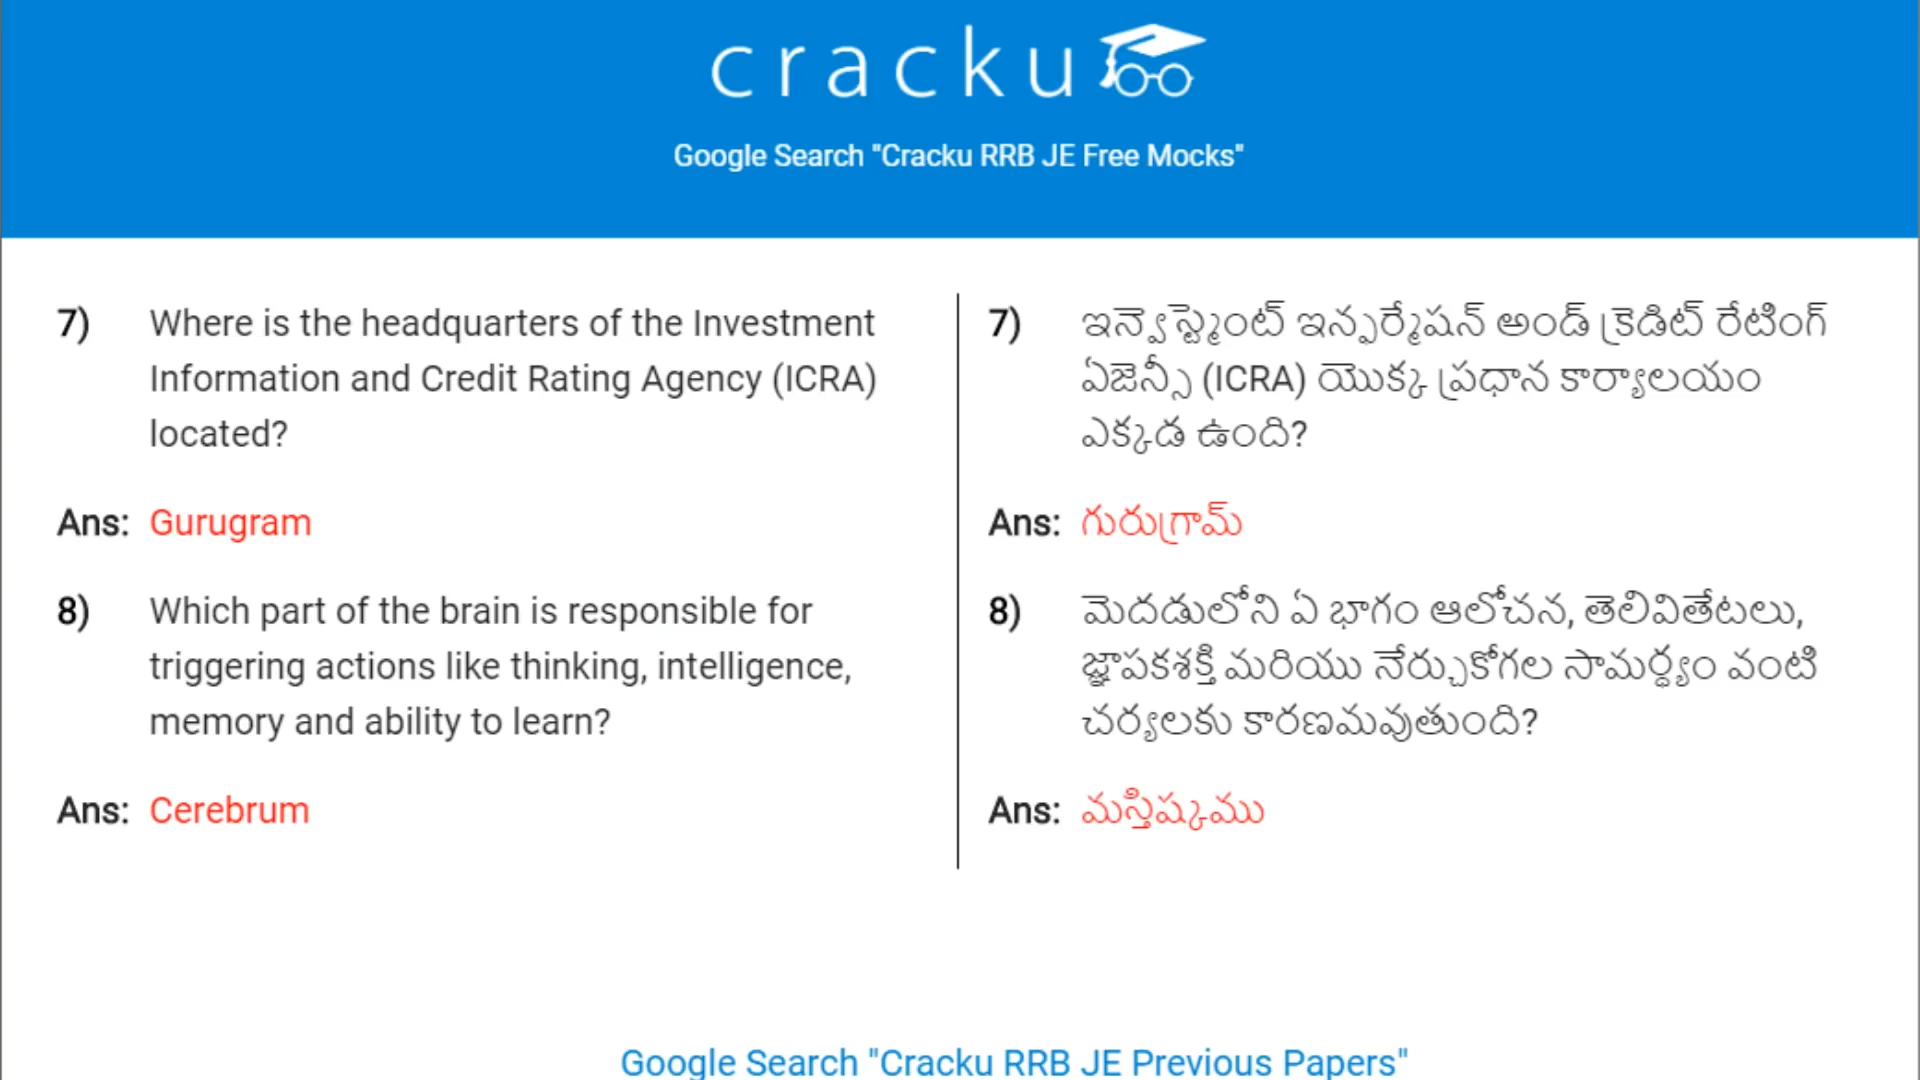 cracku
Google Search "Cracku RRB JE Free Mocks"
7) Where is the headquarters of the Investment
Information and Credit Rating Agency (ICRA)
located?
Ans: Gurugram
8) Which part of the brain is responsible for
triggering actions like thinking, intelligence,
memory and ability to learn?
Ans: Cerebrum
7) ఇన్వెస్ట్మెంట్ ఇన్ఫర్మేషన్ అండ్ క్రెడిట్ రేటింగ్
ఏజెన్సీ (ICRA) యొక్క ప్రధాన కార్యాలయం
ఎక్కడ ఉంది?
Ans: గురుగ్రామ్
8) మెదడులోని ఏ భాగం ఆలోచన, తెలివితేటలు,
జ్ఞాపకశక్తి మరియు నేర్చుకోగల సామర్ధ్యం వంటి
చర్యలకు కారణమవుతుంది?
Ans: మస్తిష్కము
Google Search "Cracku RRB JE Previous Papers"